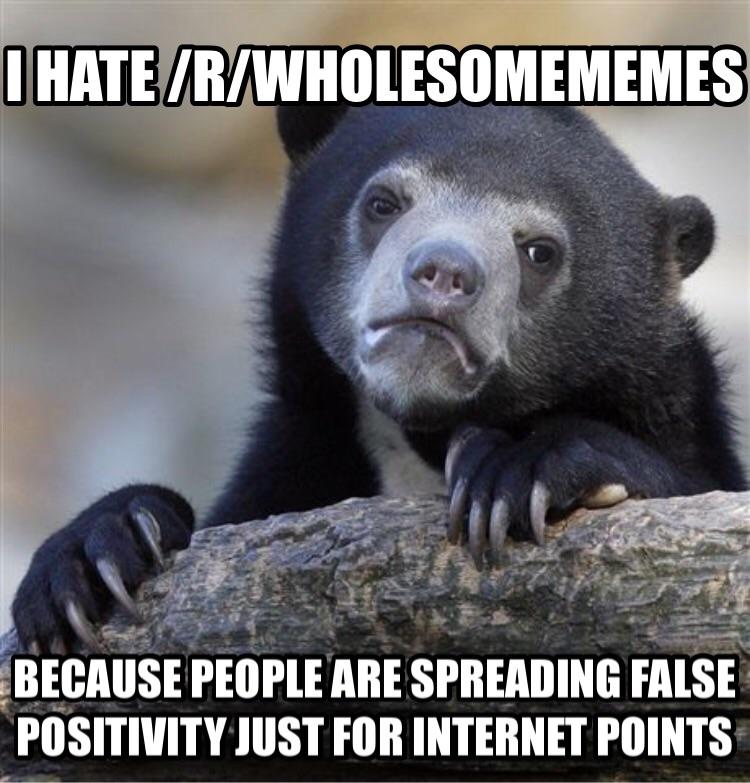 I HATE /R/WHOLESOMEMEMES
BECAUSE PEOPLE ARE SPREADING FALSE
POSITIVITY JUST FOR INTERNET POINTS